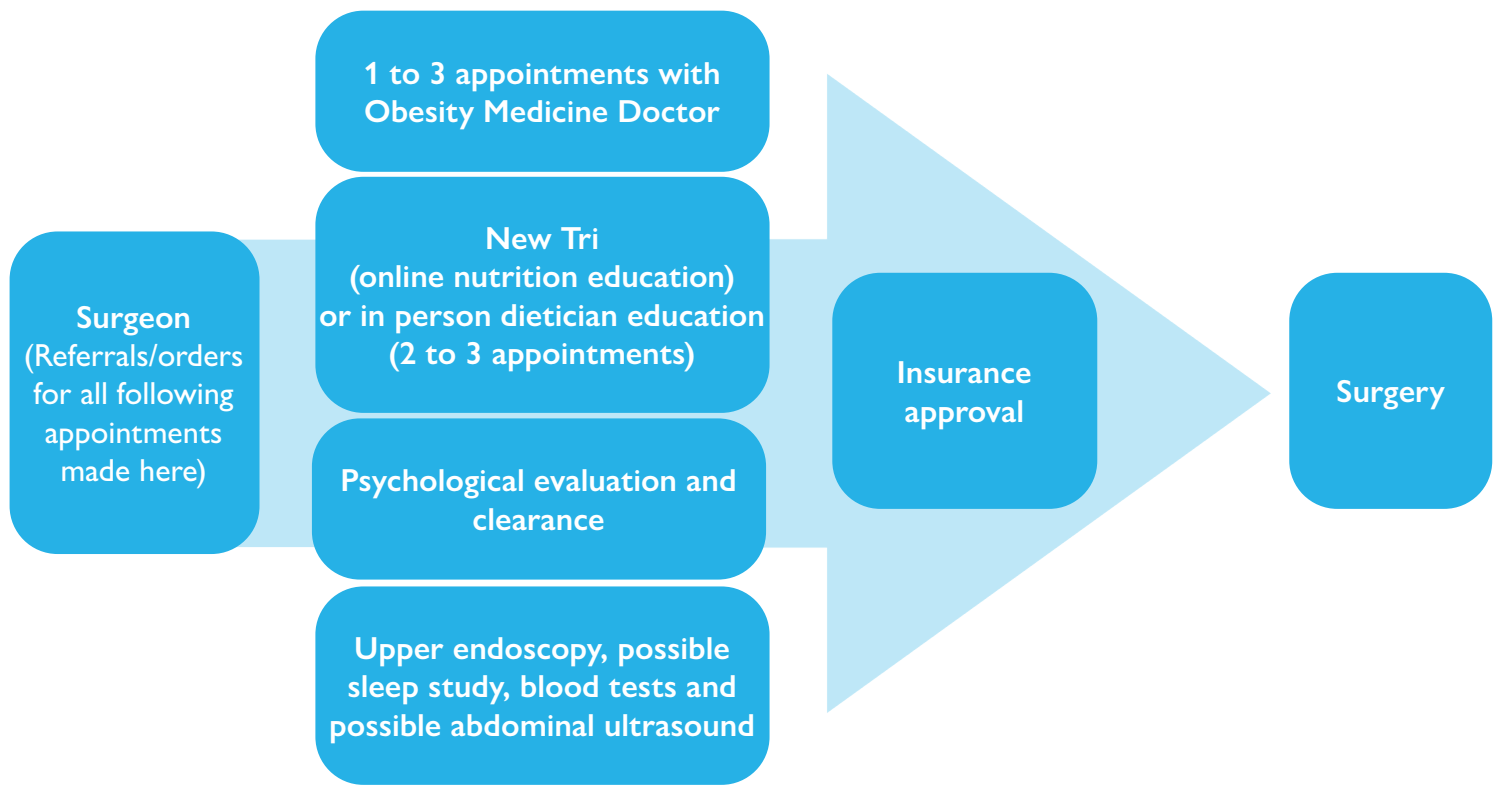 Surgeon
(Referrals/orders
for all following
appointments
made here)
1 to 3 appointments with
Obesity Medicine Doctor
New Tri
(online nutrition education)
or in person dietician education
(2 to 3 appointments)
Psychological evaluation and
clearance
Upper endoscopy, possible
sleep study, blood tests and
possible abdominal ultrasound
Insurance
approval
Surgery